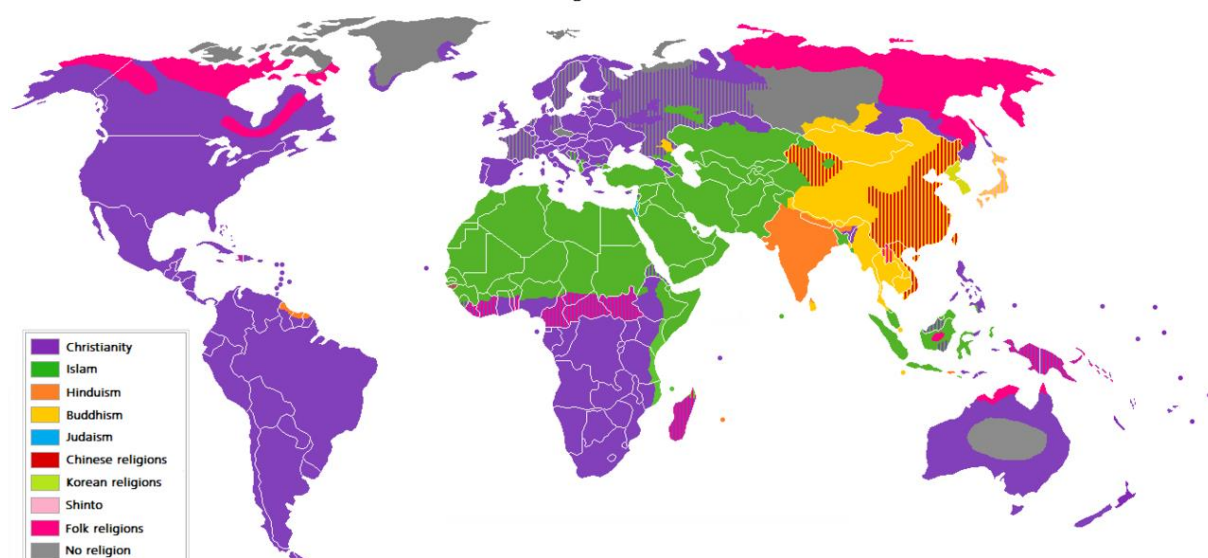 Christianity
Islam
Hinduism
Buddhism
Judaism
Chinese religions
Korean religions
Shinto
Folk religions
No religion